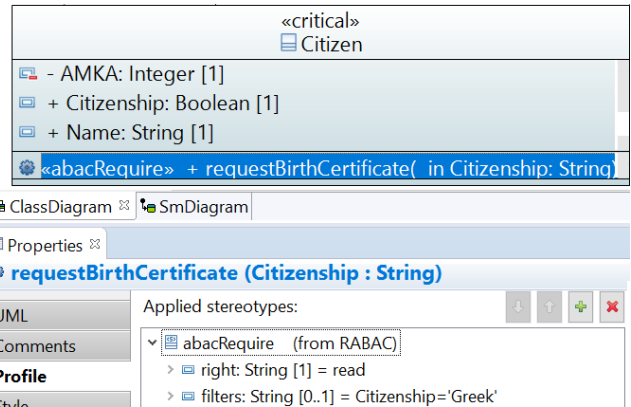 «critical»
Citizen
- AMKA: Integer [1]
+ Citizenship: Boolean [1]
+ Name: String [1]
«abacRequire» + requestBirthCertificate( in Citizenship: String)
ClassDiagram SmDiagram
Properties
requestBirthCertificate (Citizenship : String)
UML Applied stereotypes:
Comments abacRequire (from RABAC)
Profile right: String [1] = read
Style filters: String [0..1] = Citizenship='Greek'